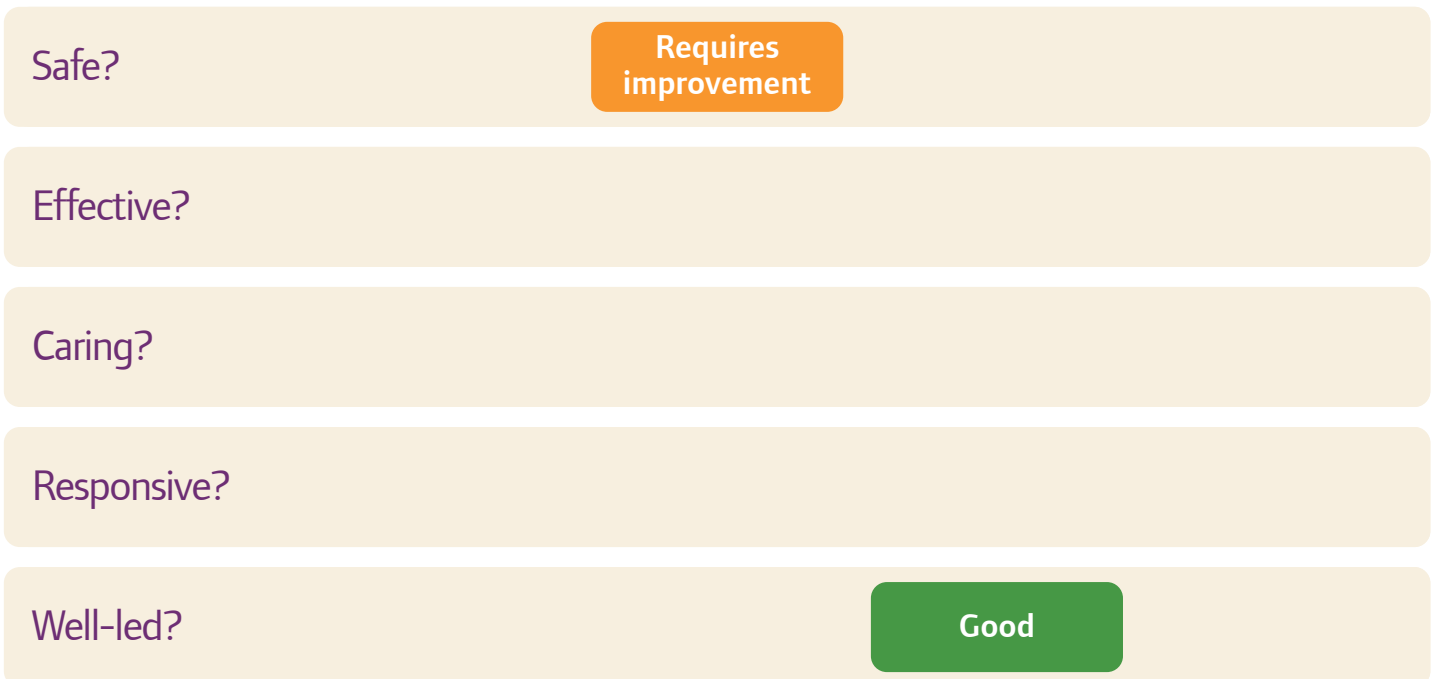 Safe?
Requires
improvement
Effective?
Caring?
Responsive?
Well-led?
Good